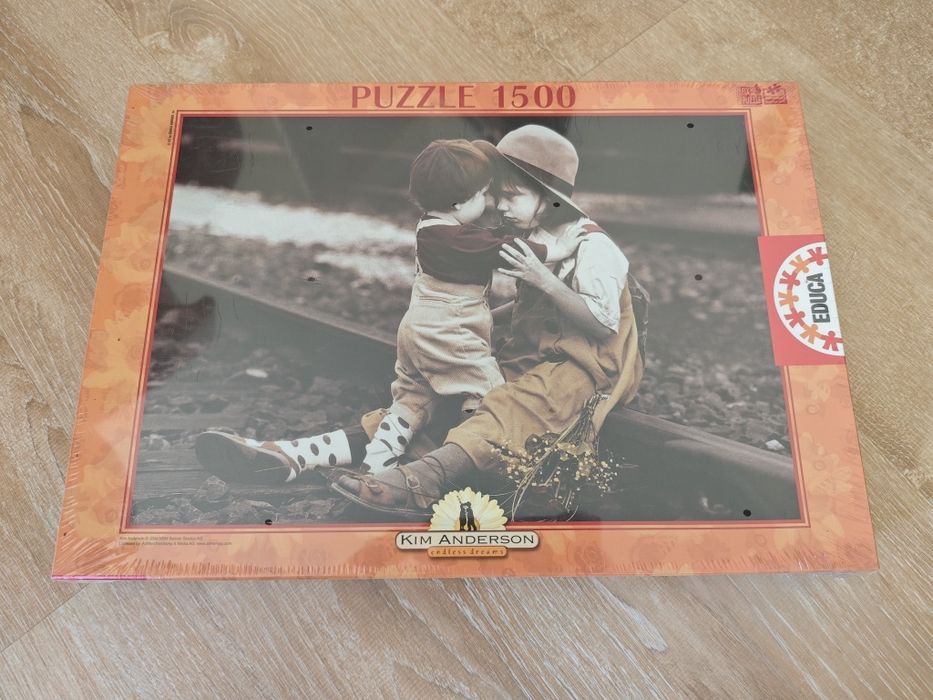 PUZZLE 1500
EDUCA
KIM ANDERSON
endless dreams